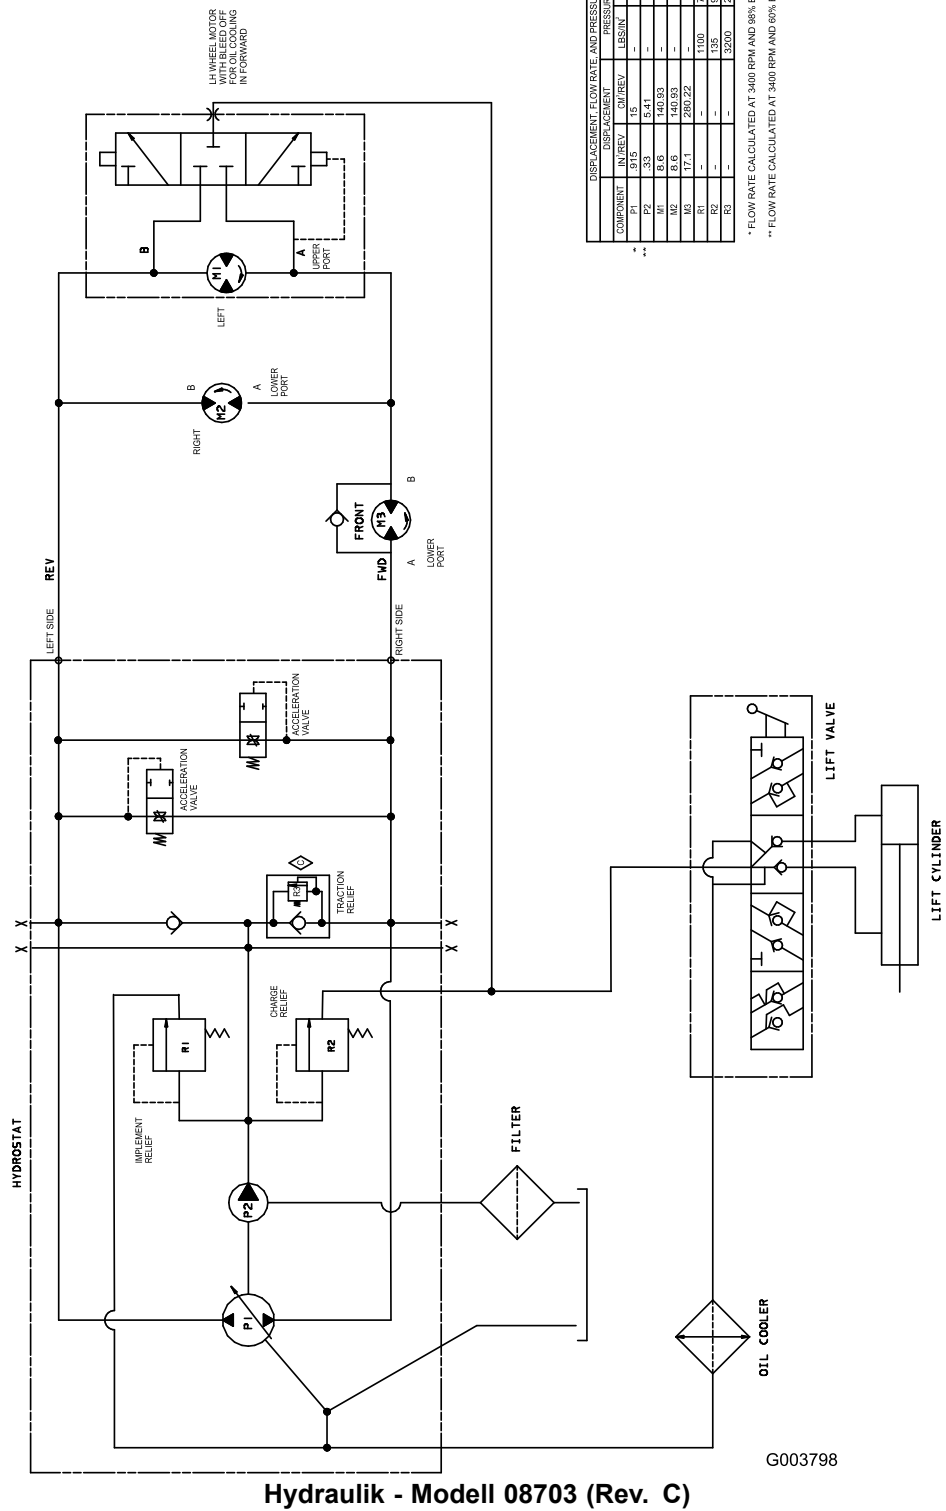 LH WHEEL MOTOR
WITH BLEED OFF
FOR OIL COOLING
IN FORWARD
B
A
UPPER
PORT
M1
LEFT
B
A
LOWER
PORT
M2
RIGHT
FRONT
M3
B
A
LOWER
PORT
REV
FWD
LEFT SIDE
RIGHT SIDE
ACCELERATION
VALVE
ACCELERATION
VALVE
C
R3
TRACTION
RELIEF
CHARGE
RELIEF
R1
R2
IMPLEMENT
RELIEF
HYDROSTAT
P2
P1
FILTER
OIL COOLER
LIFT VALVE
LIFT CYLINDER
DISPLACEMENT, FLOW RATE, AND
DISPLACEMENT
COMPONENT IN³/REV CM³/REV LBS/IN²
* P1 .915 15 –
** P2 .33 5.41 –
M1 8.6 140.93 –
M2 8.6 140.93 –
M3 17.1 280.22 –
R1 – – 1100
R2 – – 135
R3 – – 3200
* FLOW RATE CALCULATED AT 3400 RPM AND 98%
** FLOW RATE CALCULATED AT 3400 RPM AND 60%
G003798
Hydraulik - Modell 08703 (Rev. C)